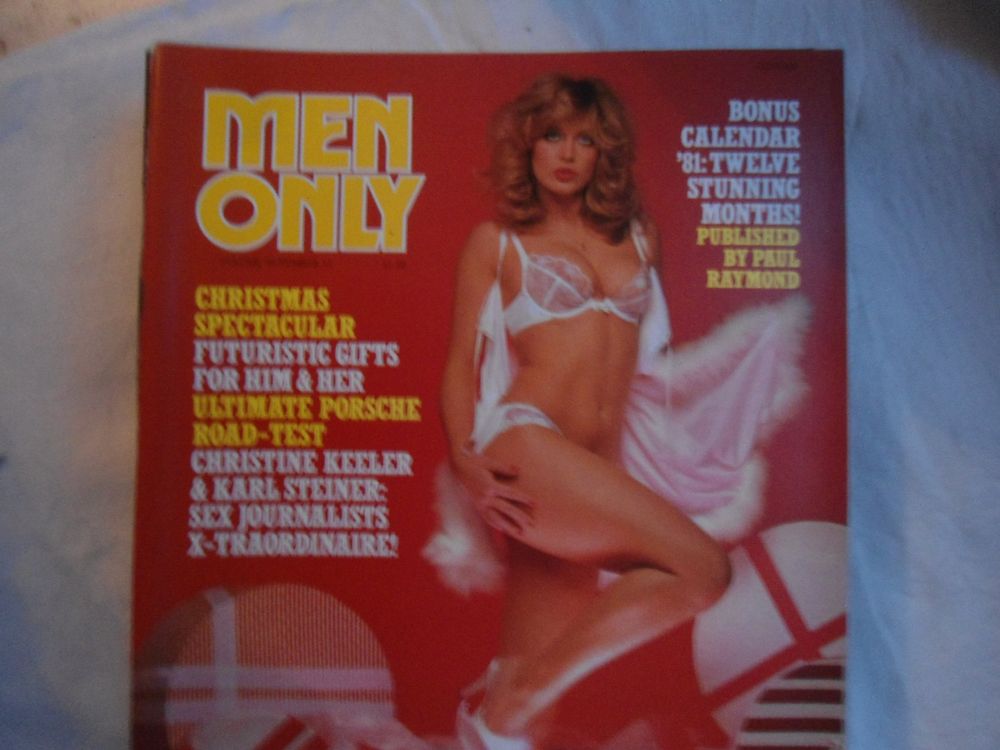 MEN
ONLY
CHRISTMAS
SPECTACULAR
FUTURISTIC GIFTS
FOR HIM & HER
ULTIMATE PORSCHE
ROAD-TEST
CHRISTINE KEELER
& KARL STEINER:
SEX JOURNALISTS
X-TRAORDINAIRE!
BONUS
CALENDAR
'81: TWELVE
STUNNING
MONTHS!
PUBLISHED
BY PAUL
RAYMOND